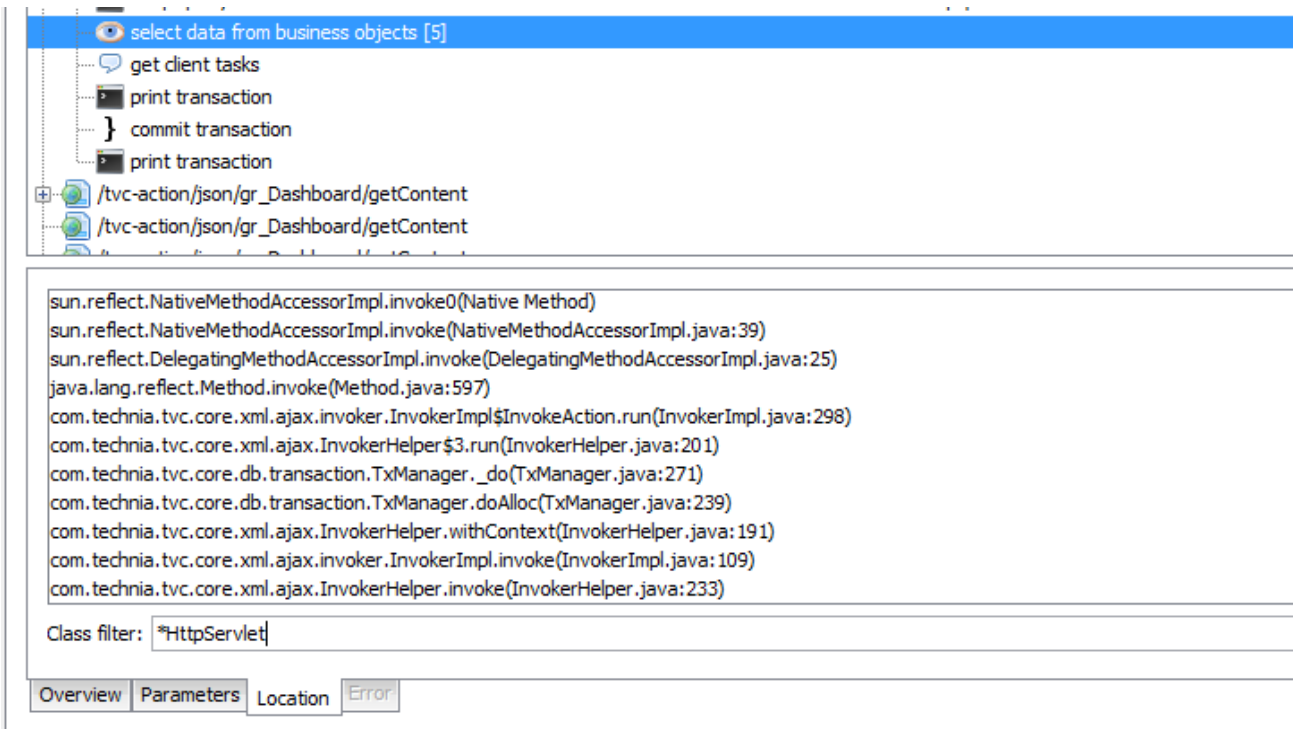 select data from business objects [5]
get client tasks
print transaction
commit transaction
print transaction
/tvc-action/json/gr_Dashboard/getContent
/tvc-action/json/gr_Dashboard/getContent
sun.reflect.NativeMethodAccessorImpl.invoke0(Native Method)
sun.reflect.NativeMethodAccessorImpl.invoke(NativeMethodAccessorImpl.java:39)
sun.reflect.DelegatingMethodAccessorImpl.invoke(DelegatingMethodAccessorImpl.java:25)
java.lang.reflect.Method.invoke(Method.java:597)
com.technia.tvc.core.xml.ajax.invoker.InvokerImpl$InvokeAction.run(InvokerImpl.java:298)
com.technia.tvc.core.xml.ajax.InvokerHelper$3.run(InvokerHelper.java:201)
com.technia.tvc.core.db.transaction.TxManager._do(TxManager.java:271)
com.technia.tvc.core.db.transaction.TxManager.doAlloc(TxManager.java:239)
com.technia.tvc.core.xml.ajax.InvokerHelper.withContext(InvokerHelper.java:191)
com.technia.tvc.core.xml.ajax.invoker.InvokerImpl.invoke(InvokerImpl.java:109)
com.technia.tvc.core.xml.ajax.InvokerHelper.invoke(InvokerHelper.java:233)
Class filter: *HttpServlet
Overview Parameters Location Error